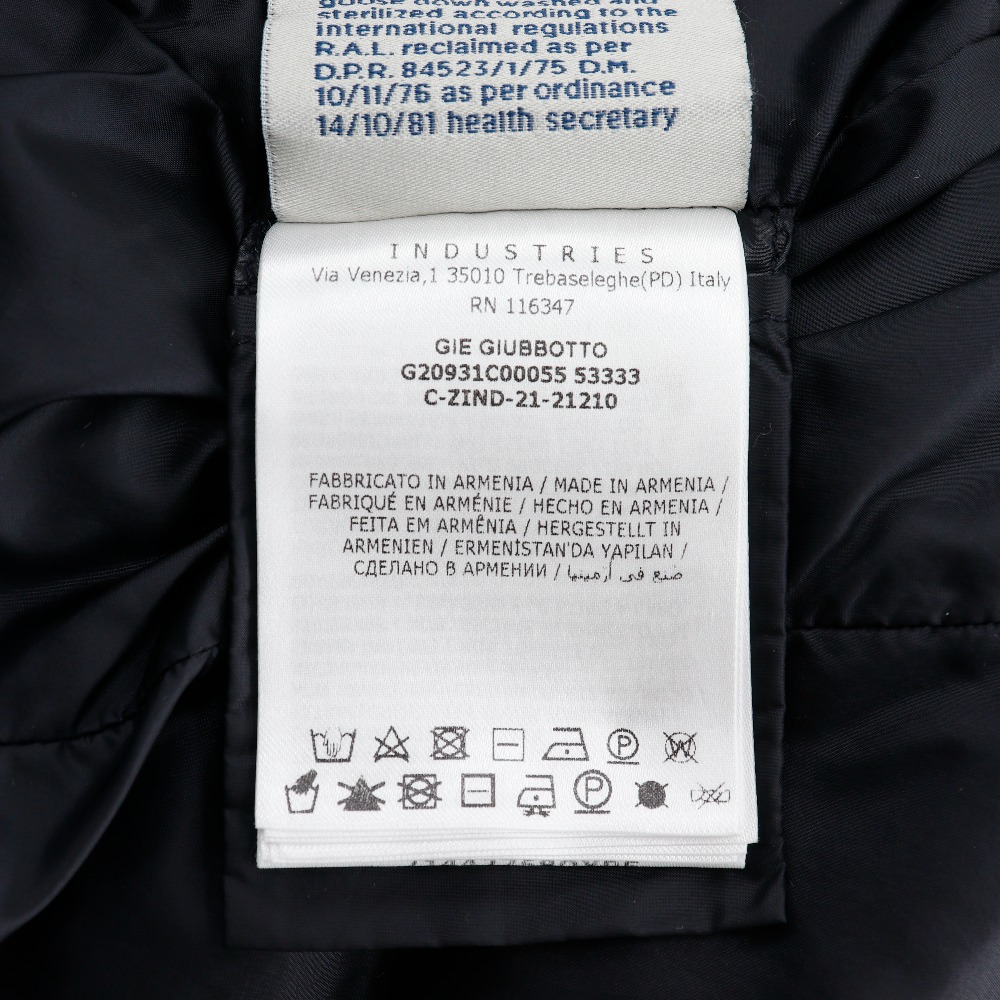 goose down washed and
sterilized according to the
international regulations
R.A.L. reclaimed as per
D.P.R. 84523/1/75 D.M.
10/11/76 as per ordinance
14/10/81 health secretary
INDUSTRIES
Via Venezia,1 35010 Trebaseleghe(PD) Italy
RN 116347
GIE GIUBBOTTO
G20931C00055 53333
C-ZIND-21-21210
FABBRICATO IN ARMENIA / MADE IN ARMENIA /
FABRIQUÉ EN ARMÉNIE / HECHO EN ARMENIA /
FEITA EM ARMÊNIA / HERGESTELLT IN
ARMENIEN / ERMENİSTAN'DA YAPILAN /
СДЕЛАНО В АРМЕНИИ / صنع في أرمينيا
P W
P